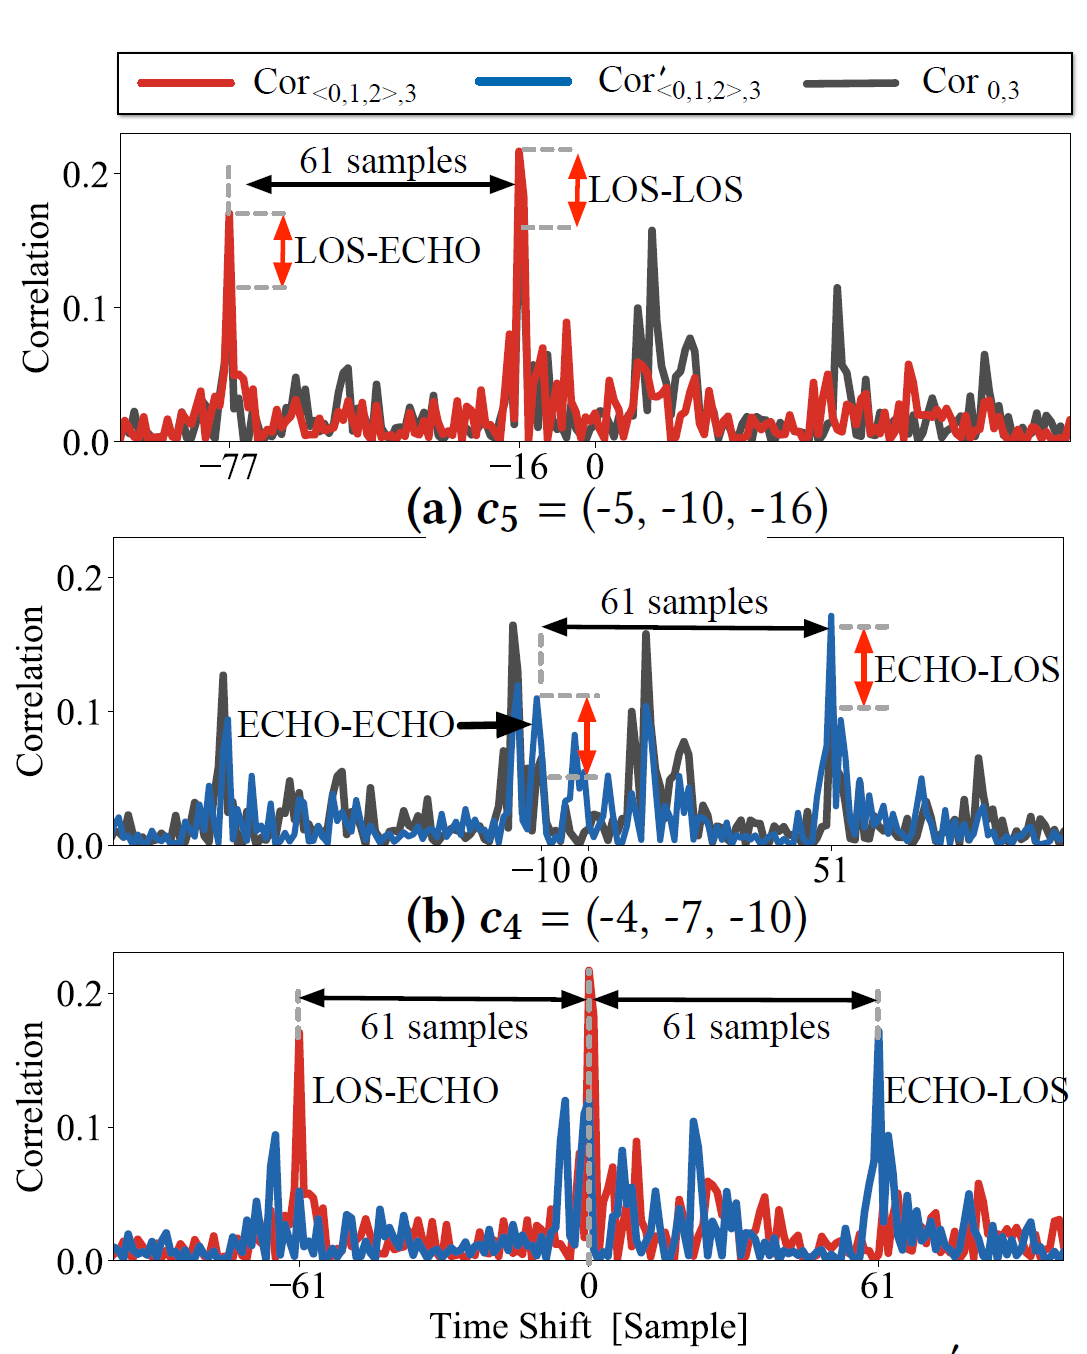 Cor<0,1,2>,3 Cor′<0,1,2>,3 Cor 0,3
61 samples
LOS-LOS
LOS-ECHO
Correlation
0.2
0.1
0.0
−77 −16 0
(a) c5 = (-5, -10, -16)
61 samples
ECHO-LOS
ECHO-ECHO
Correlation
0.2
0.1
0.0
−10 0 51
(b) c4 = (-4, -7, -10)
61 samples 61 samples
LOS-ECHO ECHO-LOS
Correlation
0.2
0.1
0.0
−61 0 61
Time Shift [Sample]